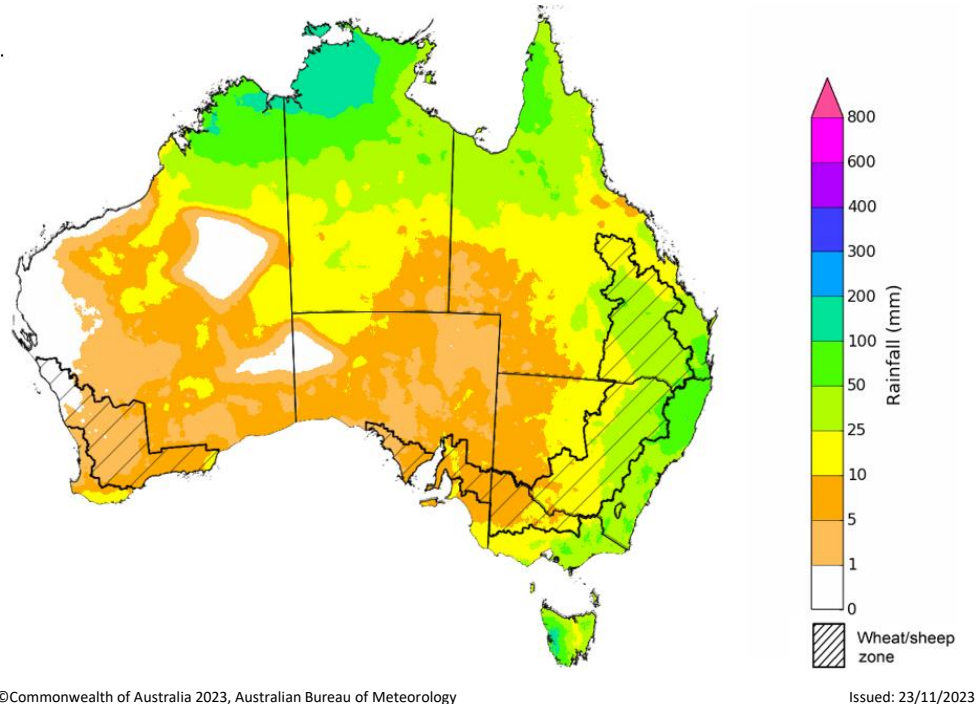 800
600
400
300
200
100
50
25
10
5
1
0
Rainfall (mm)
Wheat/sheep
zone
©Commonwealth of Australia 2023, Australian Bureau of Meteorology
Issued: 23/11/2023